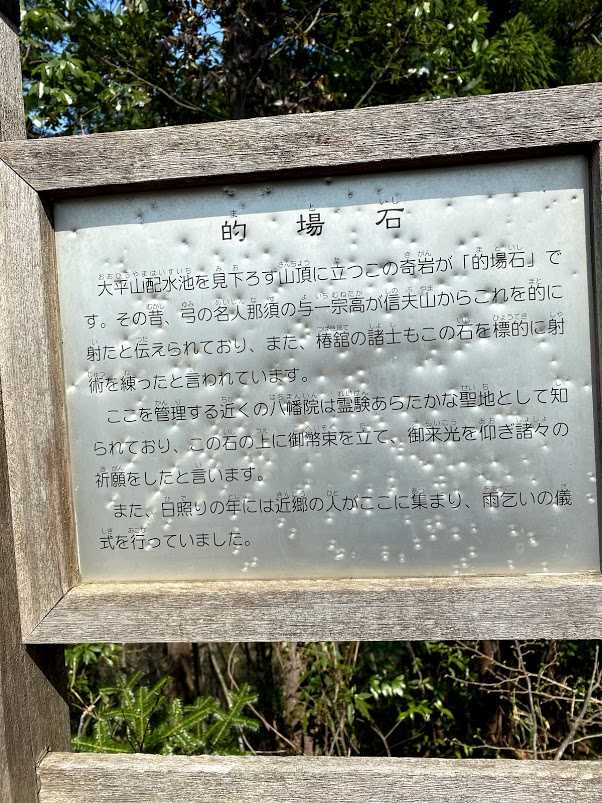 的場石
大平山配水池を見下ろす山頂に立つこの奇岩が「的場石」で
す。その昔、弓の名人那須の与一宗高が信夫山からこれを的に
射たと伝えられており、また、椿舘の諸士もこの石を標的に射
術を練ったと言われています。
ここを管理する近くの八幡院は霊験あらたかな聖地として知
られており、この石の上に御幣束を立て、御来光を仰ぎ諸々の
祈願をしたと言います。
また、日照りの年には近郷の人がここに集まり、雨乞いの儀
式を行っていました。